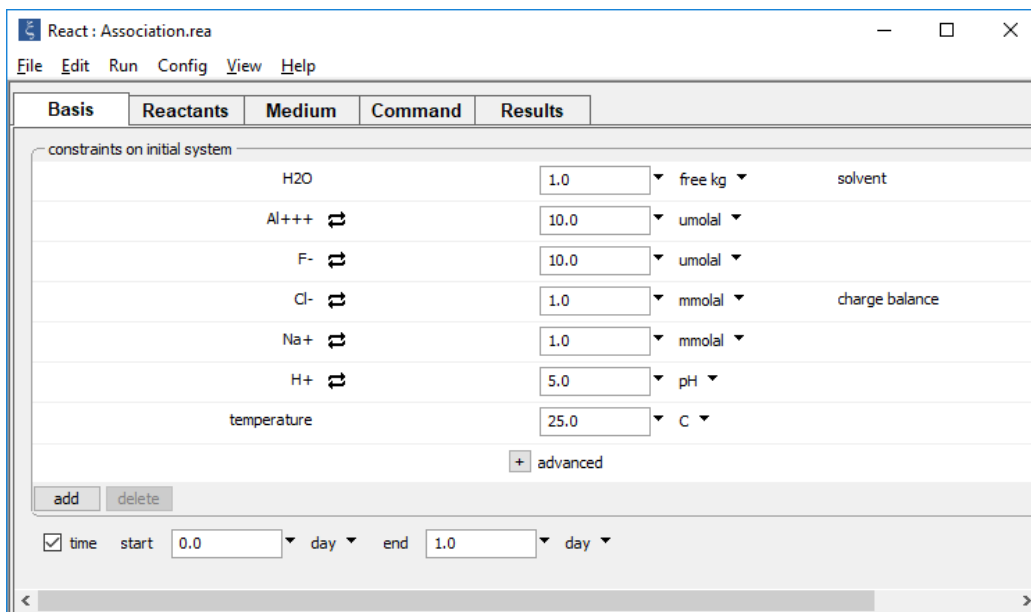 React : Association.rea
File Edit Run Config View Help
Basis Reactants Medium Command Results
constraints on initial system
H2O 1.0 free kg solvent
Al+++ 10.0 umolal
F- 10.0 umolal
Cl- 1.0 mmolal charge balance
Na+ 1.0 mmolal
H+ 5.0 pH
temperature 25.0 C
+ advanced
add delete
time start 0.0 day end 1.0 day